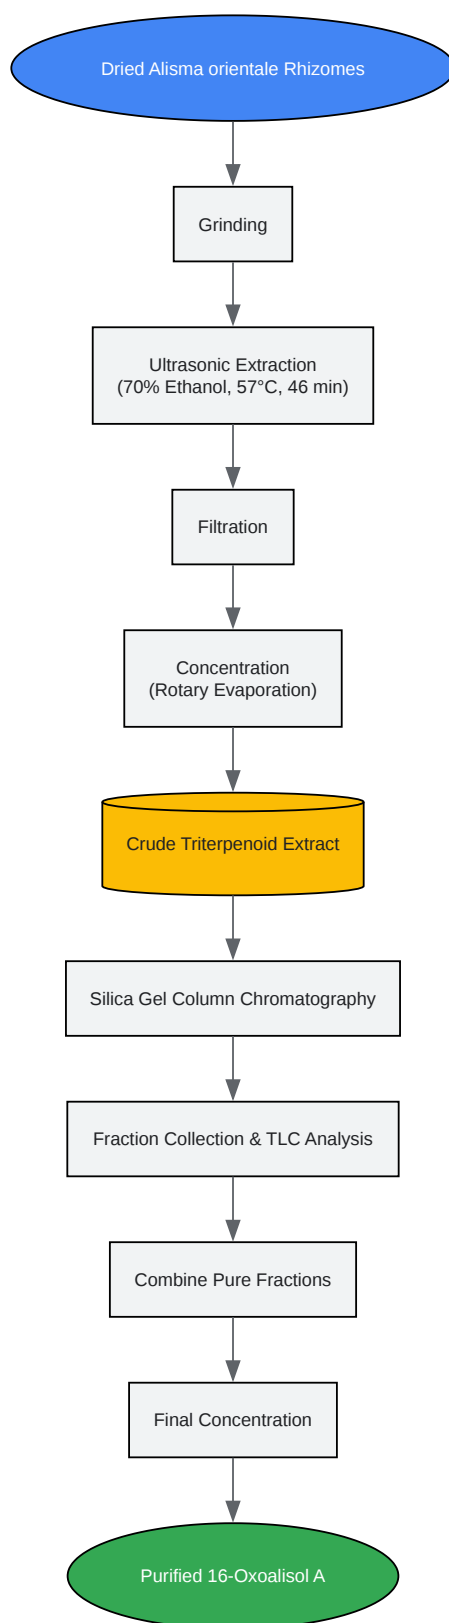 Dried Alisma orientale Rhizomes
Grinding
Ultrasonic Extraction
(70% Ethanol, 57°C, 46 min)
Filtration
Concentration
(Rotary Evaporation)
Crude Triterpenoid Extract
Silica Gel Column Chromatography
Fraction Collection & TLC Analysis
Combine Pure Fractions
Final Concentration
Purified 16-Oxoalisol A